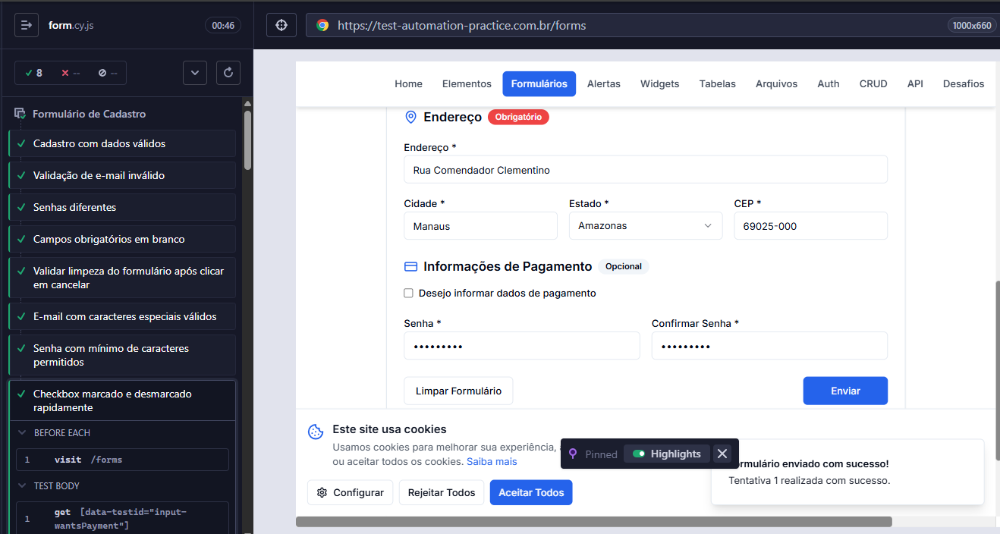 form.cy.js
00:46
https://test-automation-practice.com.br/forms
1000x660
8
--
--
Formulário de Cadastro
Cadastro com dados válidos
Validação de e-mail inválido
Senhas diferentes
Campos obrigatórios em branco
Validar limpeza do formulário após clicar
em cancelar
E-mail com caracteres especiais válidos
Senha com mínimo de caracteres
permitidos
Checkbox marcado e desmarcado
rapidamente
BEFORE EACH
1 visit /forms
TEST BODY
1 get [data-testid="input-
wantsPayment"]
Home Elementos Formulários Alertas Widgets Tabelas Arquivos Auth CRUD API Desafios
Endereço Obrigatório
Endereço *
Rua Comendador Clementino
Cidade * Estado * CEP *
Manaus Amazonas 69025-000
Informações de Pagamento Opcional
Desejo informar dados de pagamento
Senha * Confirmar Senha *
••••••••• •••••••••
Limpar Formulário Enviar
Este site usa cookies
Usamos cookies para melhorar sua experiência,
ou aceitar todos os cookies. Saiba mais
Configurar Rejeitar Todos Aceitar Todos
Pinned Highlights
ormulário enviado com sucesso!
Tentativa 1 realizada com sucesso.